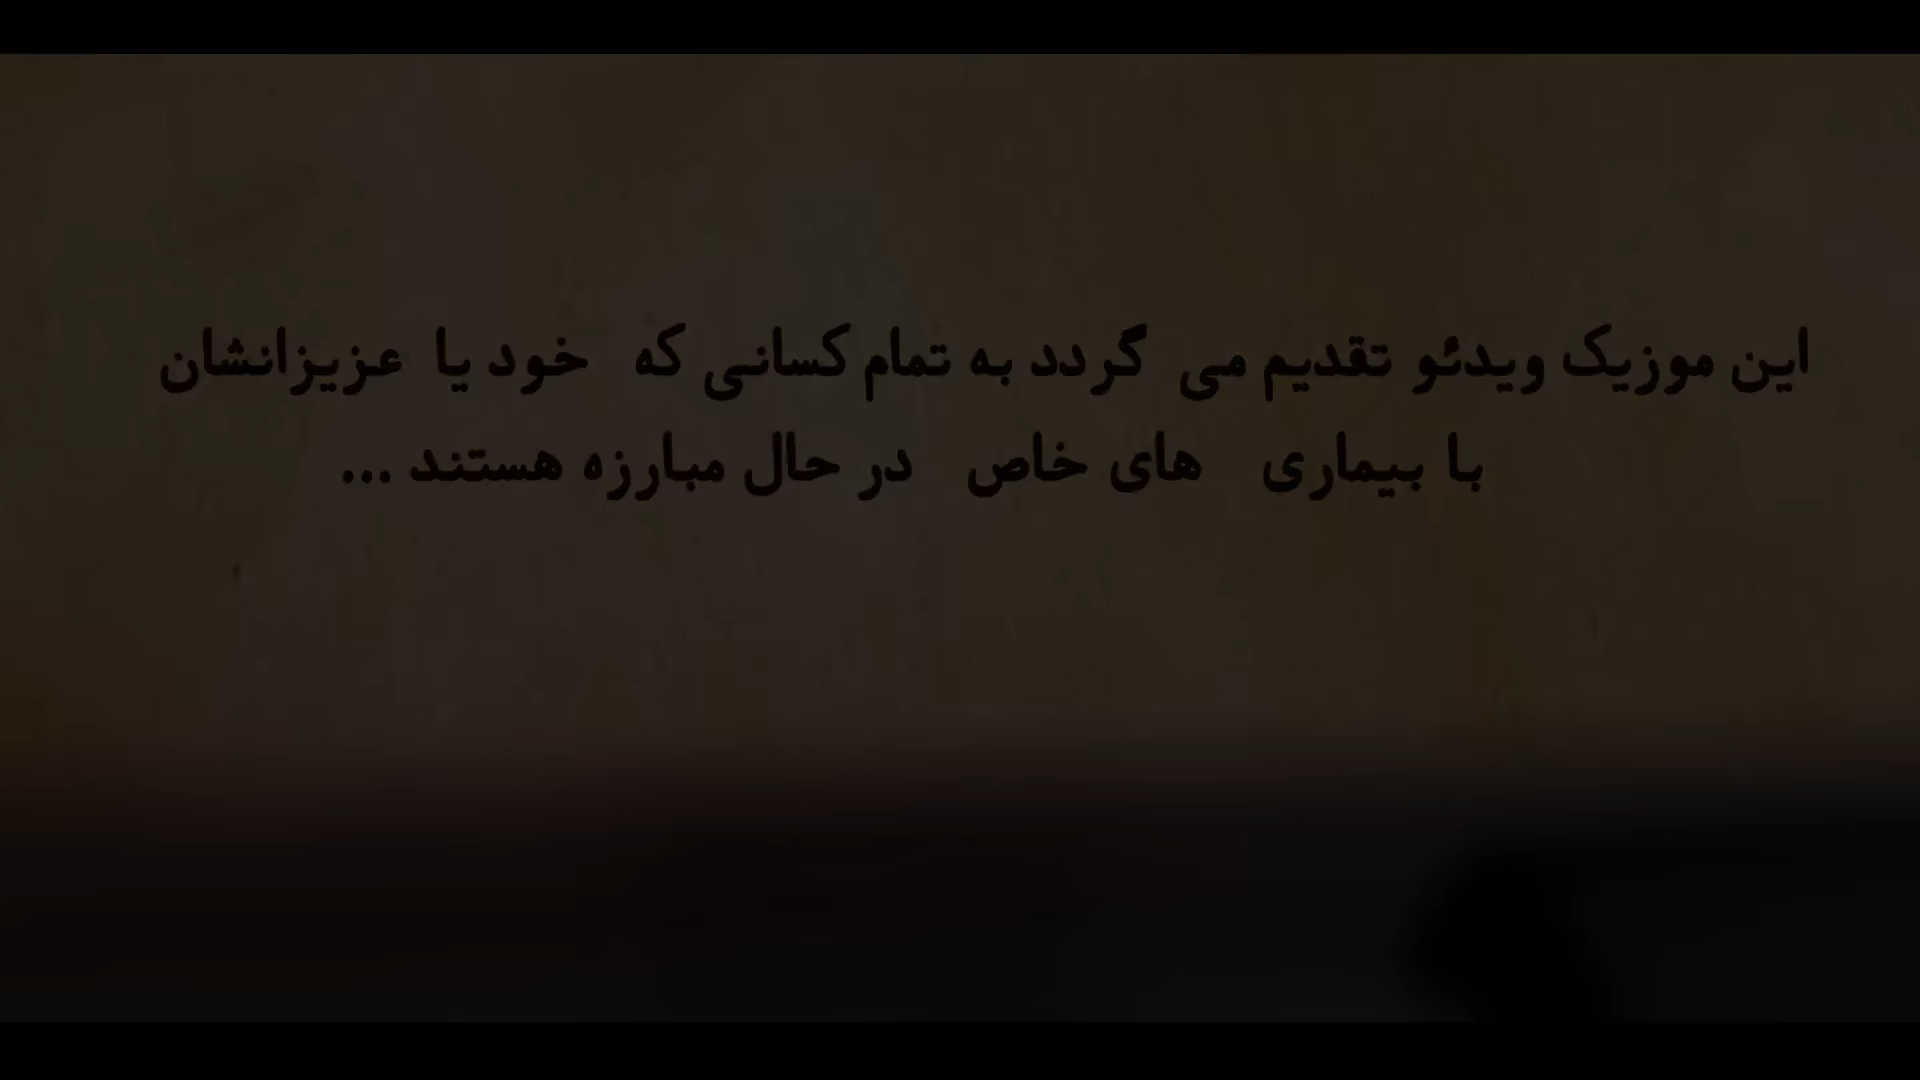 این موزیک ویدئو تقدیم می گردد به تمام کسانی که خود یا عزیزانشان
با بیماری های خاص در حال مبارزه هستند ...